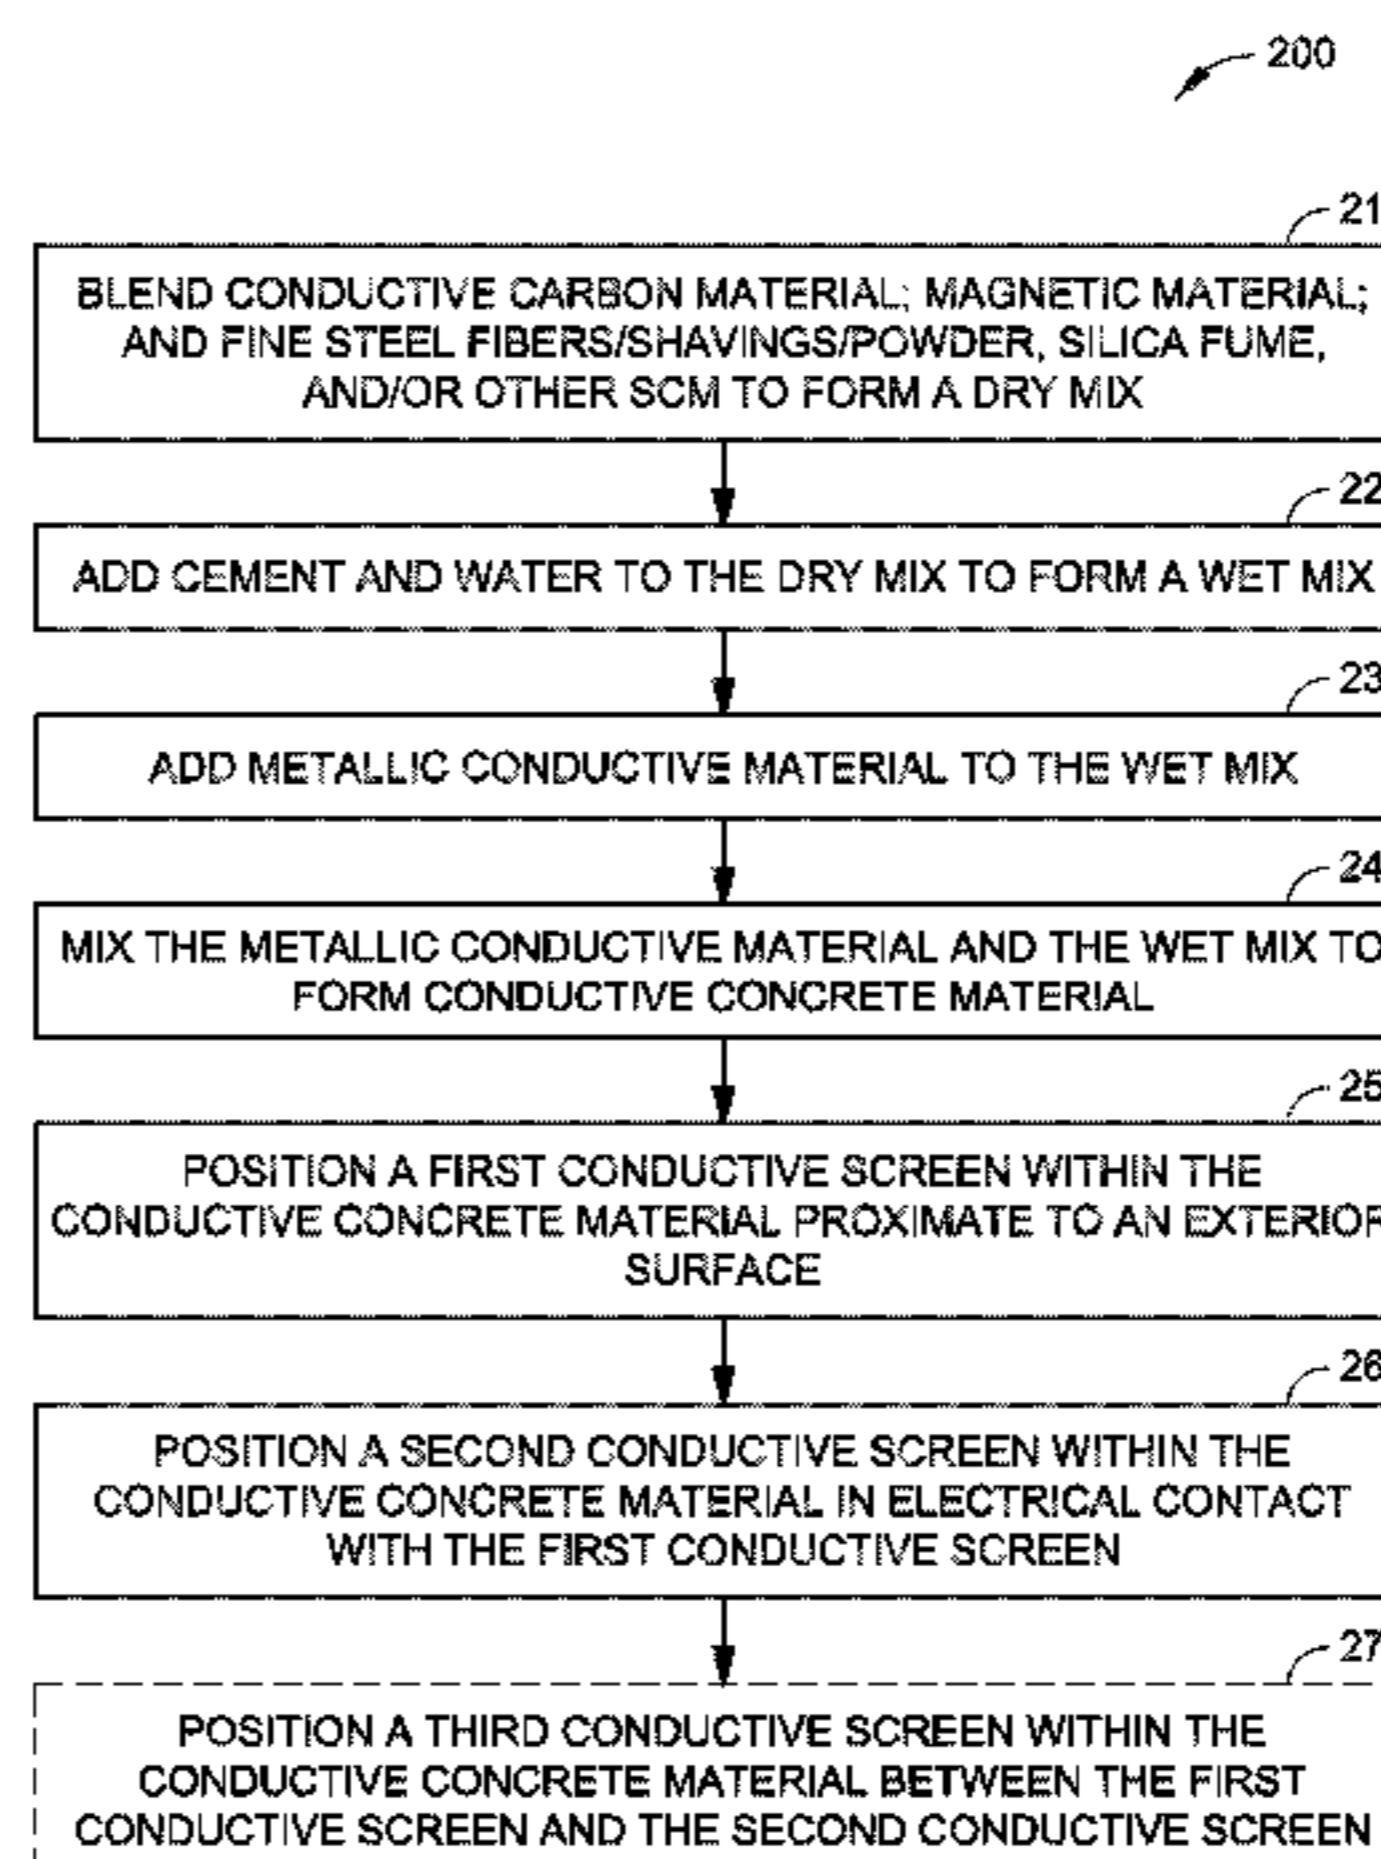 200
21
BLEND CONDUCTIVE CARBON MATERIAL; MAGNETIC MATERIAL;
AND FINE STEEL FIBERS/SHAVINGS/POWDER, SILICA FUME,
AND/OR OTHER SCM TO FORM A DRY MIX
22
ADD CEMENT AND WATER TO THE DRY MIX TO FORM A WET MIX
23
ADD METALLIC CONDUCTIVE MATERIAL TO THE WET MIX
24
MIX THE METALLIC CONDUCTIVE MATERIAL AND THE WET MIX TO
FORM CONDUCTIVE CONCRETE MATERIAL
25
POSITION A FIRST CONDUCTIVE SCREEN WITHIN THE
CONDUCTIVE CONCRETE MATERIAL PROXIMATE TO AN EXTERIOR
SURFACE
26
POSITION A SECOND CONDUCTIVE SCREEN WITHIN THE
CONDUCTIVE CONCRETE MATERIAL IN ELECTRICAL CONTACT
WITH THE FIRST CONDUCTIVE SCREEN
27
POSITION A THIRD CONDUCTIVE SCREEN WITHIN THE
CONDUCTIVE CONCRETE MATERIAL BETWEEN THE FIRST
CONDUCTIVE SCREEN AND THE SECOND CONDUCTIVE SCREEN